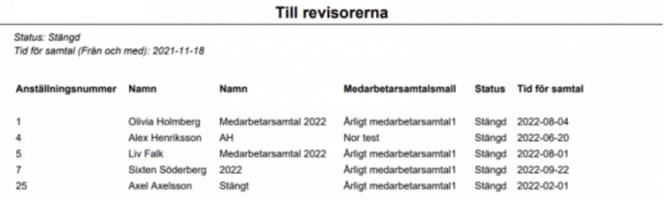 Till revisorerna
Status: Stängd
Tid för samtal (Från och med): 2021-11-18
Anställningsnummer Namn Namn Medarbetarsamtalsmall Status Tid för samtal
1 Olivia Holmberg Medarbetarsamtal 2022 Årligt medarbetarsamtal1 Stängd 2022-08-04
4 Alex Henriksson AH Nor test Stängd 2022-06-20
5 Liv Falk Medarbetarsamtal 2022 Årligt medarbetarsamtal1 Stängd 2022-08-01
7 Sixten Söderberg 2022 Årligt medarbetarsamtal1 Stängd 2022-09-22
25 Axel Axelsson Stängt Årligt medarbetarsamtal1 Stängd 2022-02-01